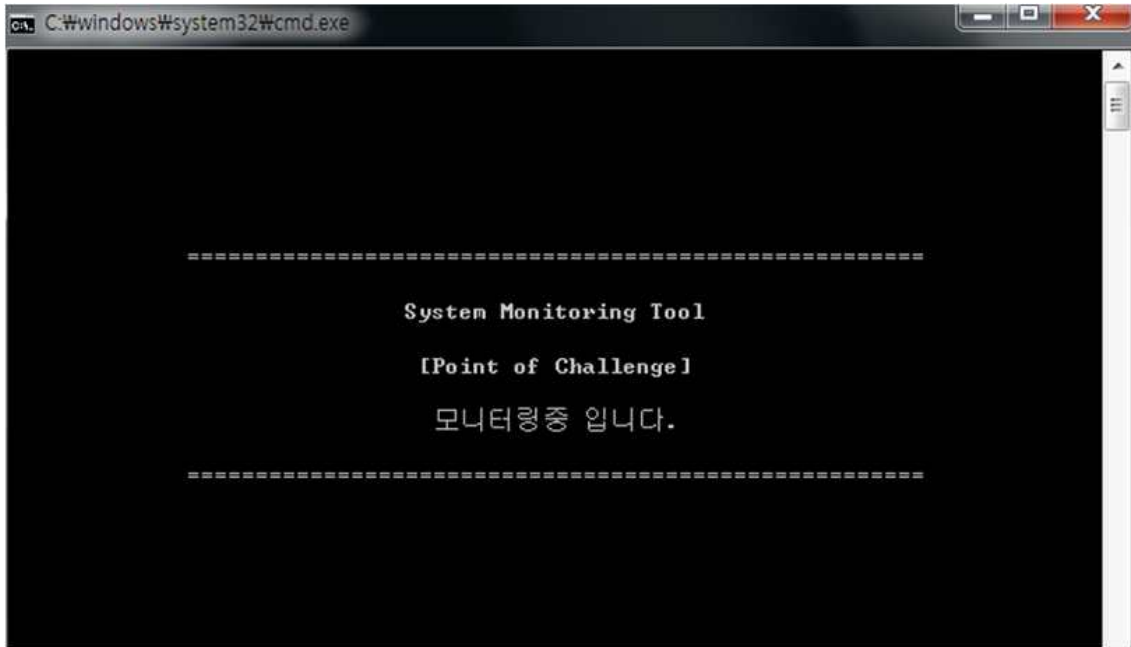 C:₩windows₩system32₩cmd.exe
=====================================================
System Monitoring Tool
[Point of Challenge]
모니터링중 입니다.
=====================================================